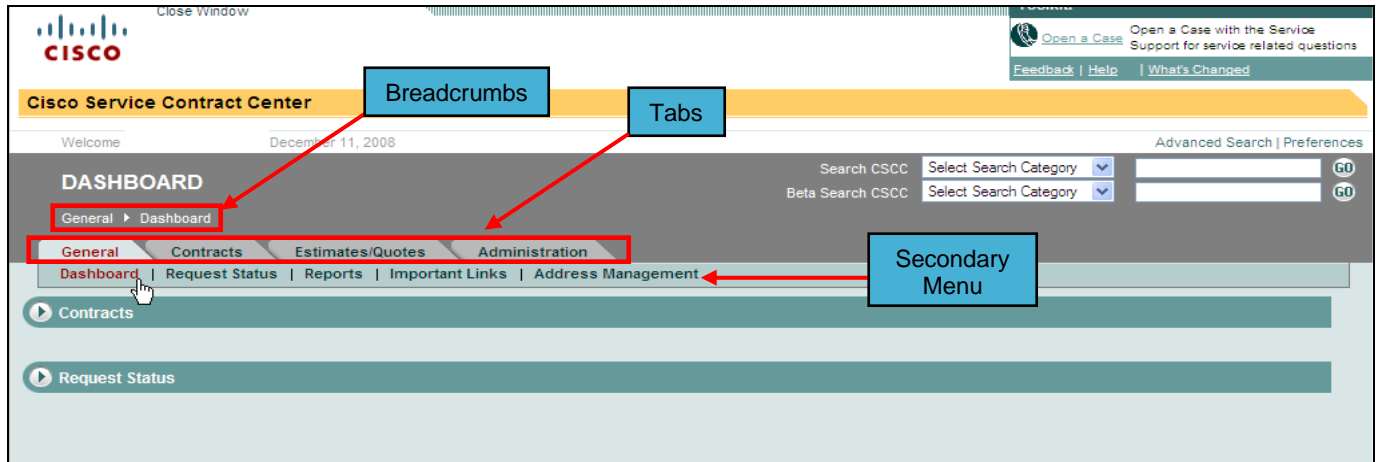 Close Window
Toolkit:
CISCO
Open a Case
Open a Case with the Service
Support for service related questions
Feedback | Help | What's Changed
Cisco Service Contract Center
Breadcrumbs
Tabs
Welcome
December 11, 2008
Advanced Search | Preferences
DASHBOARD
Search CSCC Select Search Category GO
Beta Search CSCC Select Search Category GO
General Dashboard
General Contracts Estimates/Quotes Administration
Dashboard | Request Status | Reports | Important Links | Address Management
Secondary
Menu
Contracts
Request Status